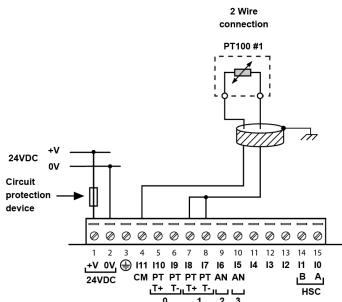 2 Wire
connection
PT100 #1
+V
24VDC
0V
Circuit
protection
device
1 2 3 4 5 6 7 8 9 10 11 12 13 14 15
+V 0V I11 I10 I9 I8 I7 I6 I5 I4 I3 I2 I1 I0
CM PT PT PT PT AN AN B A
24VDC T+ T- T+ T- HSC
0 1 2 3